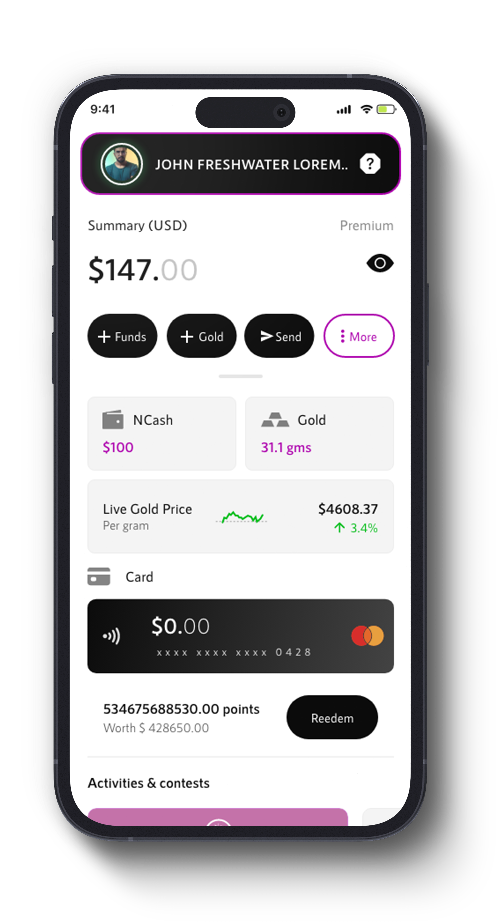 9:41
JOHN FRESHWATER LOREM..
?
Summary (USD)
Premium
$147.00
Funds
Gold
Send
More
NCash
$100
Gold
31.1 gms
Live Gold Price
Per gram
$4608.37
3.4%
Card
$0.00
xxxx xxxx xxxx 0428
534675688530.00 points
Worth $ 428650.00
Reedem
Activities & contests